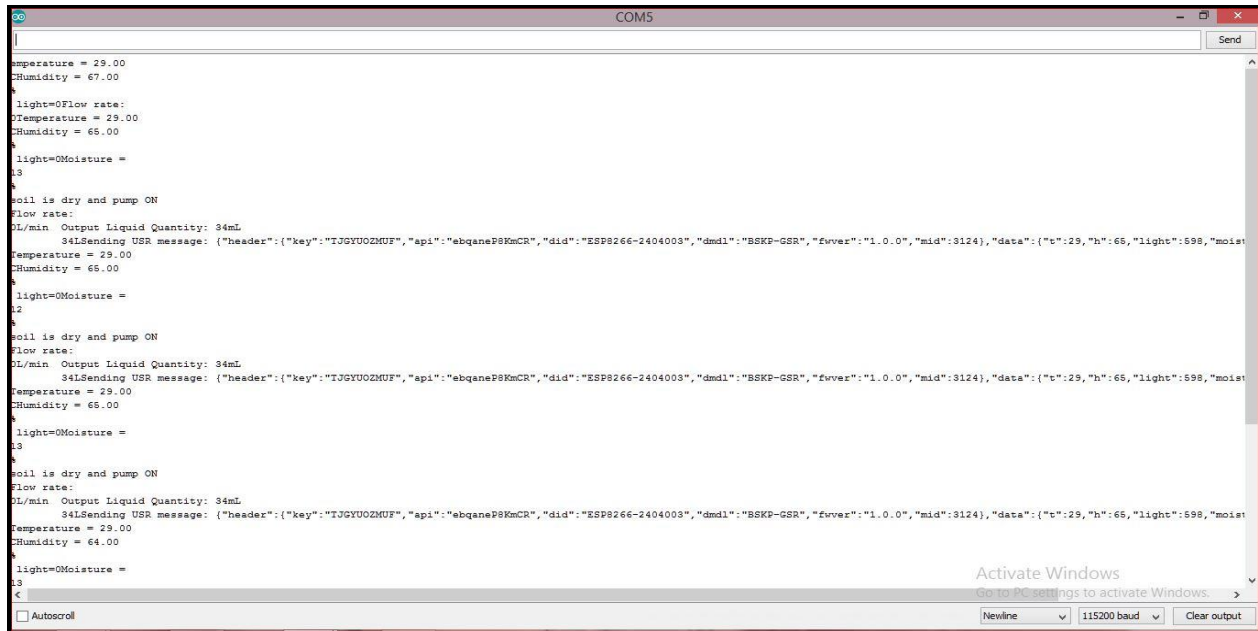 COM5
Send
emperature = 29.00
CHumidity = 67.00
%
light=0Flow rate:
0Temperature = 29.00
CHumidity = 65.00
%
light=0Moisture =
13
%
soil is dry and pump ON
Flow rate:
0L/min Output Liquid Quantity: 34mL
34LSending USR message: {"header":{"key":"TJGYUOZMUF","api":"ebqaneP8KmCR","did":"ESP8266-2404003","dmdl":"BSKP-GSR","fwver":"1.0.0","mid":3124},"data":{"t":29,"h":65,"light":598,"moist
Temperature = 29.00
CHumidity = 65.00
%
light=0Moisture =
12
%
soil is dry and pump ON
Flow rate:
0L/min Output Liquid Quantity: 34mL
34LSending USR message: {"header":{"key":"TJGYUOZMUF","api":"ebqaneP8KmCR","did":"ESP8266-2404003","dmdl":"BSKP-GSR","fwver":"1.0.0","mid":3124},"data":{"t":29,"h":65,"light":598,"moist
Temperature = 29.00
CHumidity = 65.00
%
light=0Moisture =
13
%
soil is dry and pump ON
Flow rate:
0L/min Output Liquid Quantity: 34mL
34LSending USR message: {"header":{"key":"TJGYUOZMUF","api":"ebqaneP8KmCR","did":"ESP8266-2404003","dmdl":"BSKP-GSR","fwver":"1.0.0","mid":3124},"data":{"t":29,"h":65,"light":598,"moist
Temperature = 29.00
CHumidity = 64.00
%
light=0Moisture =
13
Activate Windows
Go to PC settings to activate Windows.
Autoscroll
Newline
115200 baud
Clear output